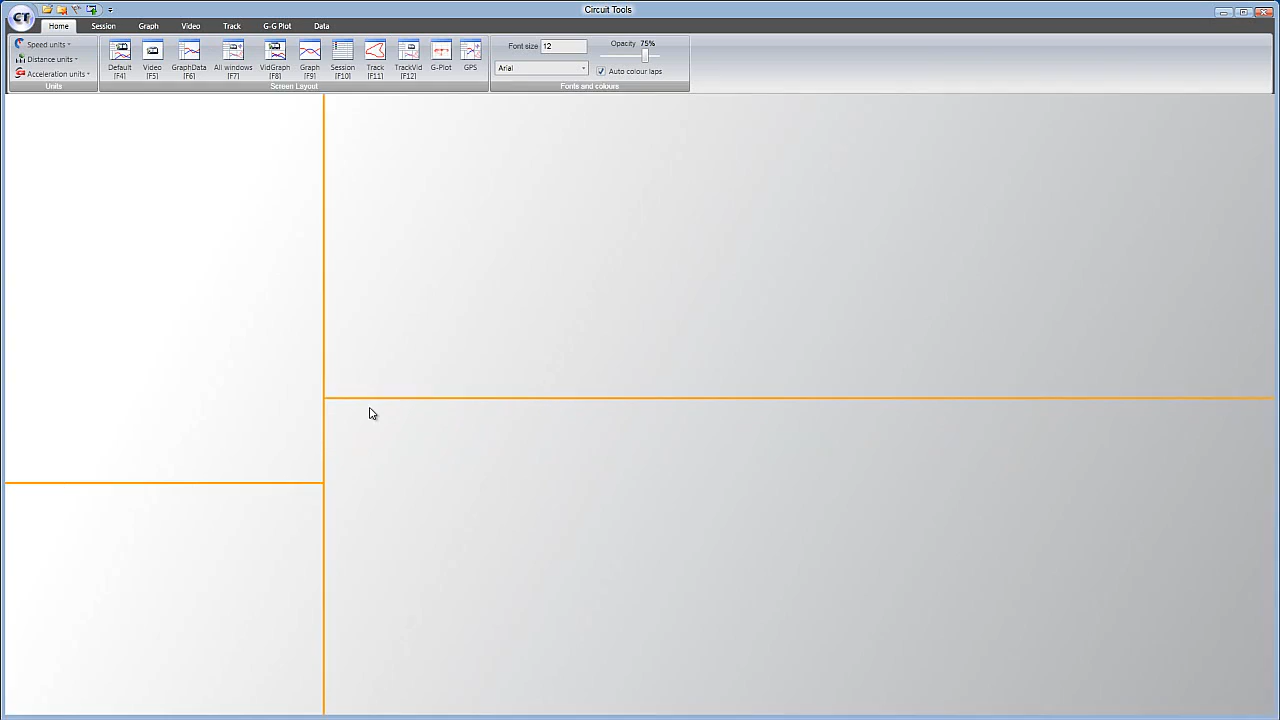 Circuit Tools
CT
Home Session Graph Video Track G-G Plot Data
Speed units
Distance units
Acceleration units
Units
Default [F4]
Video [F5]
GraphData [F6]
All windows [F7]
VidGraph [F8]
Graph [F9]
Session [F10]
Track [F11]
TrackVid [F12]
G-Plot
GPS
Screen Layout
Font size 12
Arial
Opacity 75%
Auto colour laps
Fonts and colours